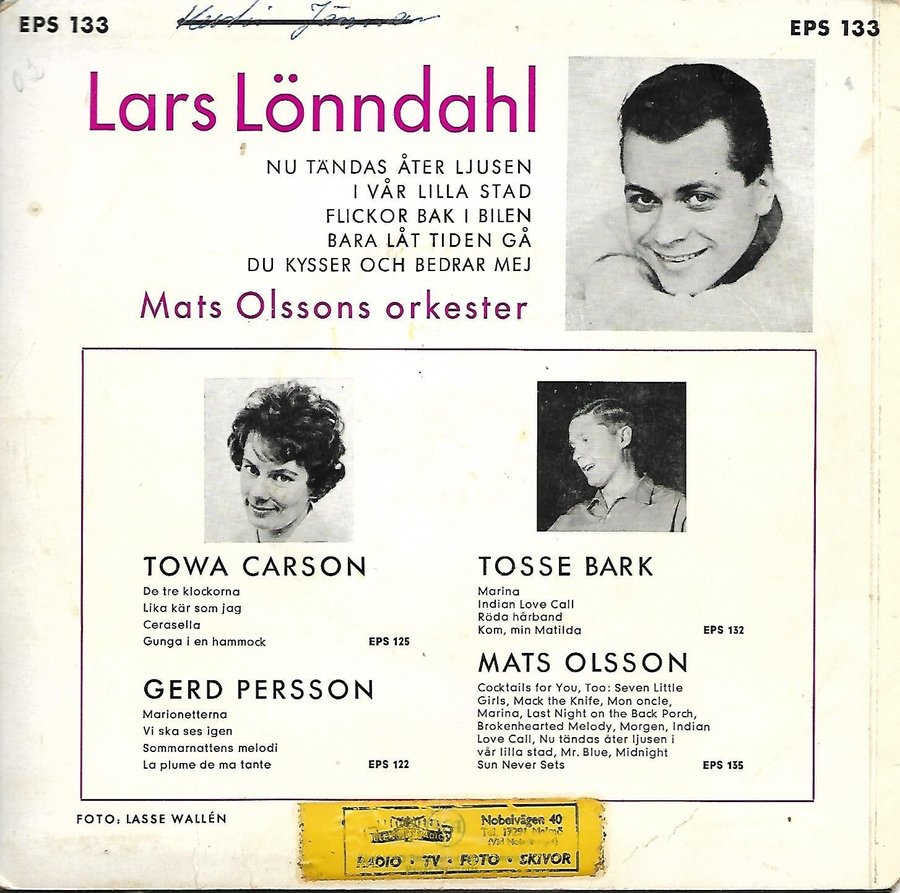 EPS 133
EPS 133
Lars Lönndahl
NU TÄNDAS ÅTER LJUSEN
I VÅR LILLA STAD
FLICKOR BAK I BILEN
BARA LÅT TIDEN GÅ
DU KYSSER OCH BEDRAR MEJ
Mats Olssons orkester
TOWA CARSON
De tre klockorna
Lika kär som jag
Cerasella
Gunga i en hammock EPS 125
GERD PERSSON
Marionetterna
Vi ska ses igen
Sommarnattens melodi
La plume de ma tante EPS 122
TOSSE BARK
Marina
Indian Love Call
Röda hårband
Kom, min Matilda EPS 132
MATS OLSSON
Cocktails for You, Too: Seven Little
Girls, Mack the Knife, Mon oncle,
Marina, Last Night on the Back Porch,
Brokenhearted Melody, Morgen, Indian
Love Call, Nu tändas åter ljusen i
vår lilla stad, Mr. Blue, Midnight
Sun Never Sets EPS 135
FOTO: LASSE WALLÉN
Nobelvägen 40
Malmö
RADIO • TV • FOTO • SKIVOR